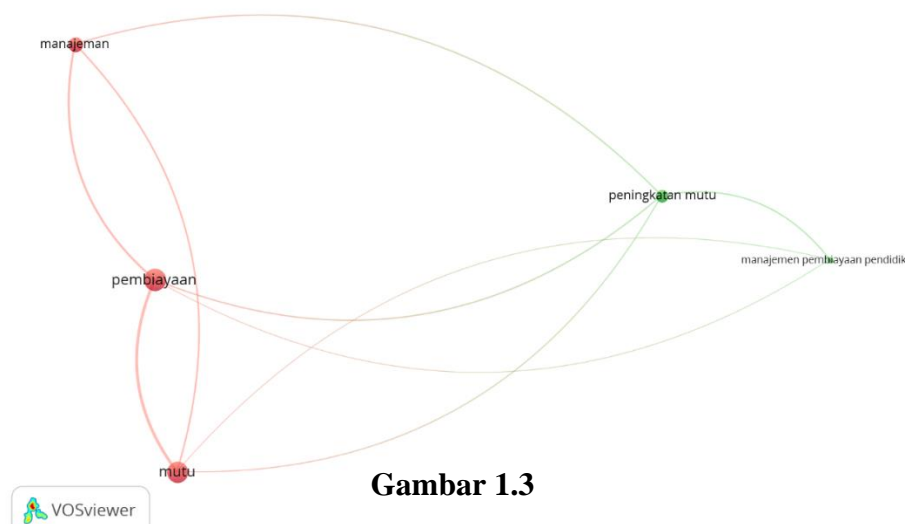 manajeman
peningkatan mutu
manajemen pembiayaan pendidik
pembiayaan
mutu
Gambar 1.3
VOSviewer